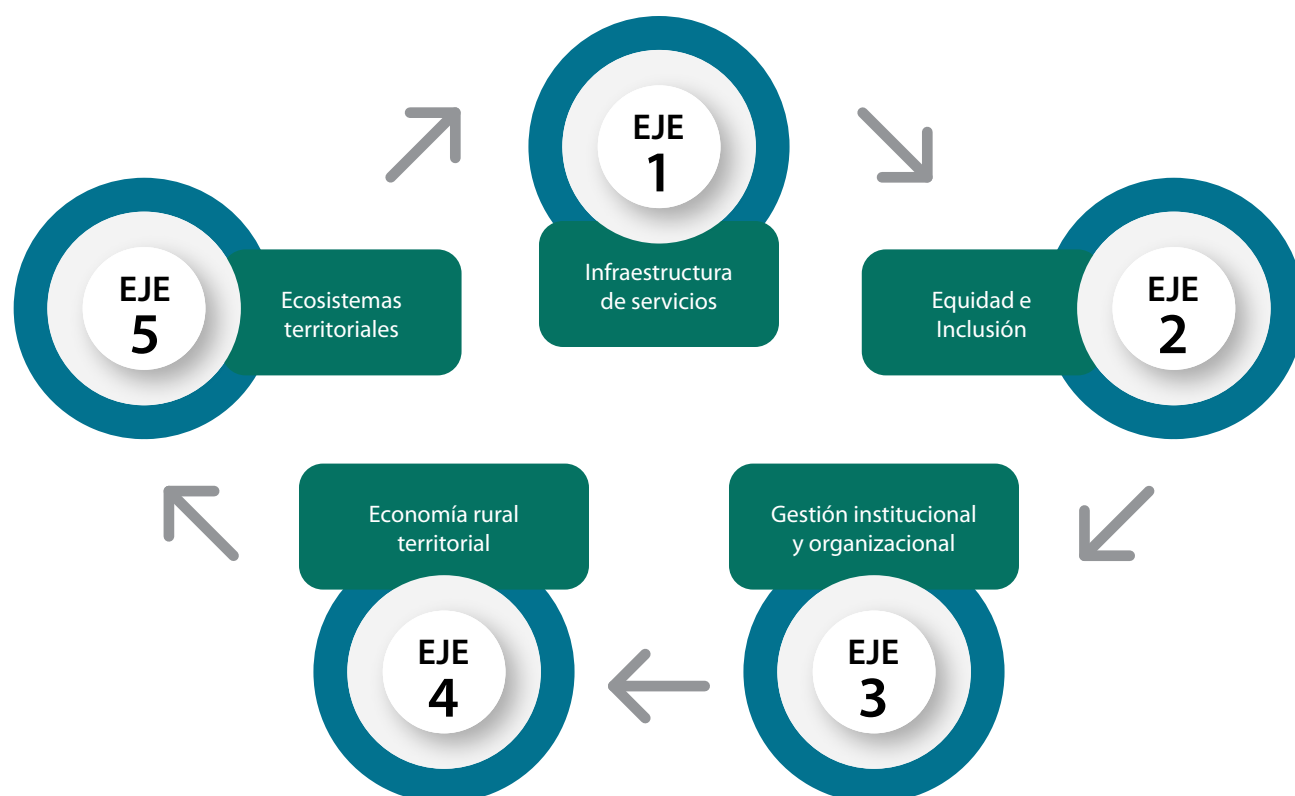 EJE
1
Infraestructura
de servicios
EJE
2
Equidad e
Inclusión
EJE
3
Gestión institucional
y organizacional
EJE
4
Economía rural
territorial
EJE
5
Ecosistemas
territoriales